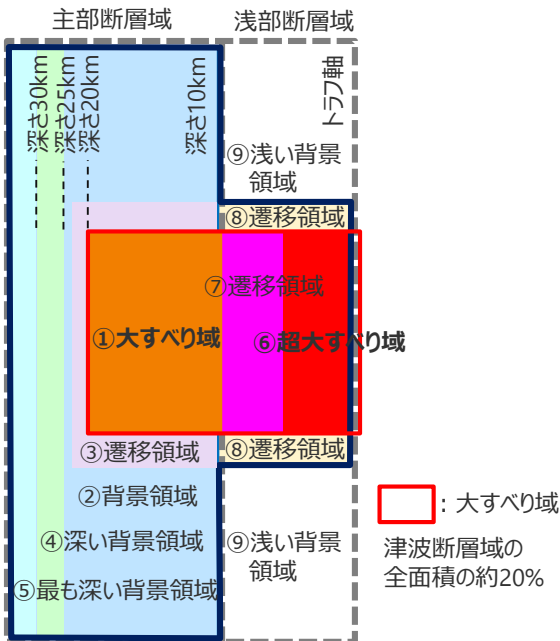 主部断層域
浅部断層域
深さ30km
深さ25km
深さ20km
深さ10km
トラフ軸
⑨浅い背景
領域
⑧遷移領域
⑦遷移領域
①大すべり域
⑥超大すべり域
③遷移領域
⑧遷移領域
②背景領域
④深い背景領域
⑨浅い背景
領域
⑤最も深い背景領域
：大すべり域
津波断層域の
全面積の約20%